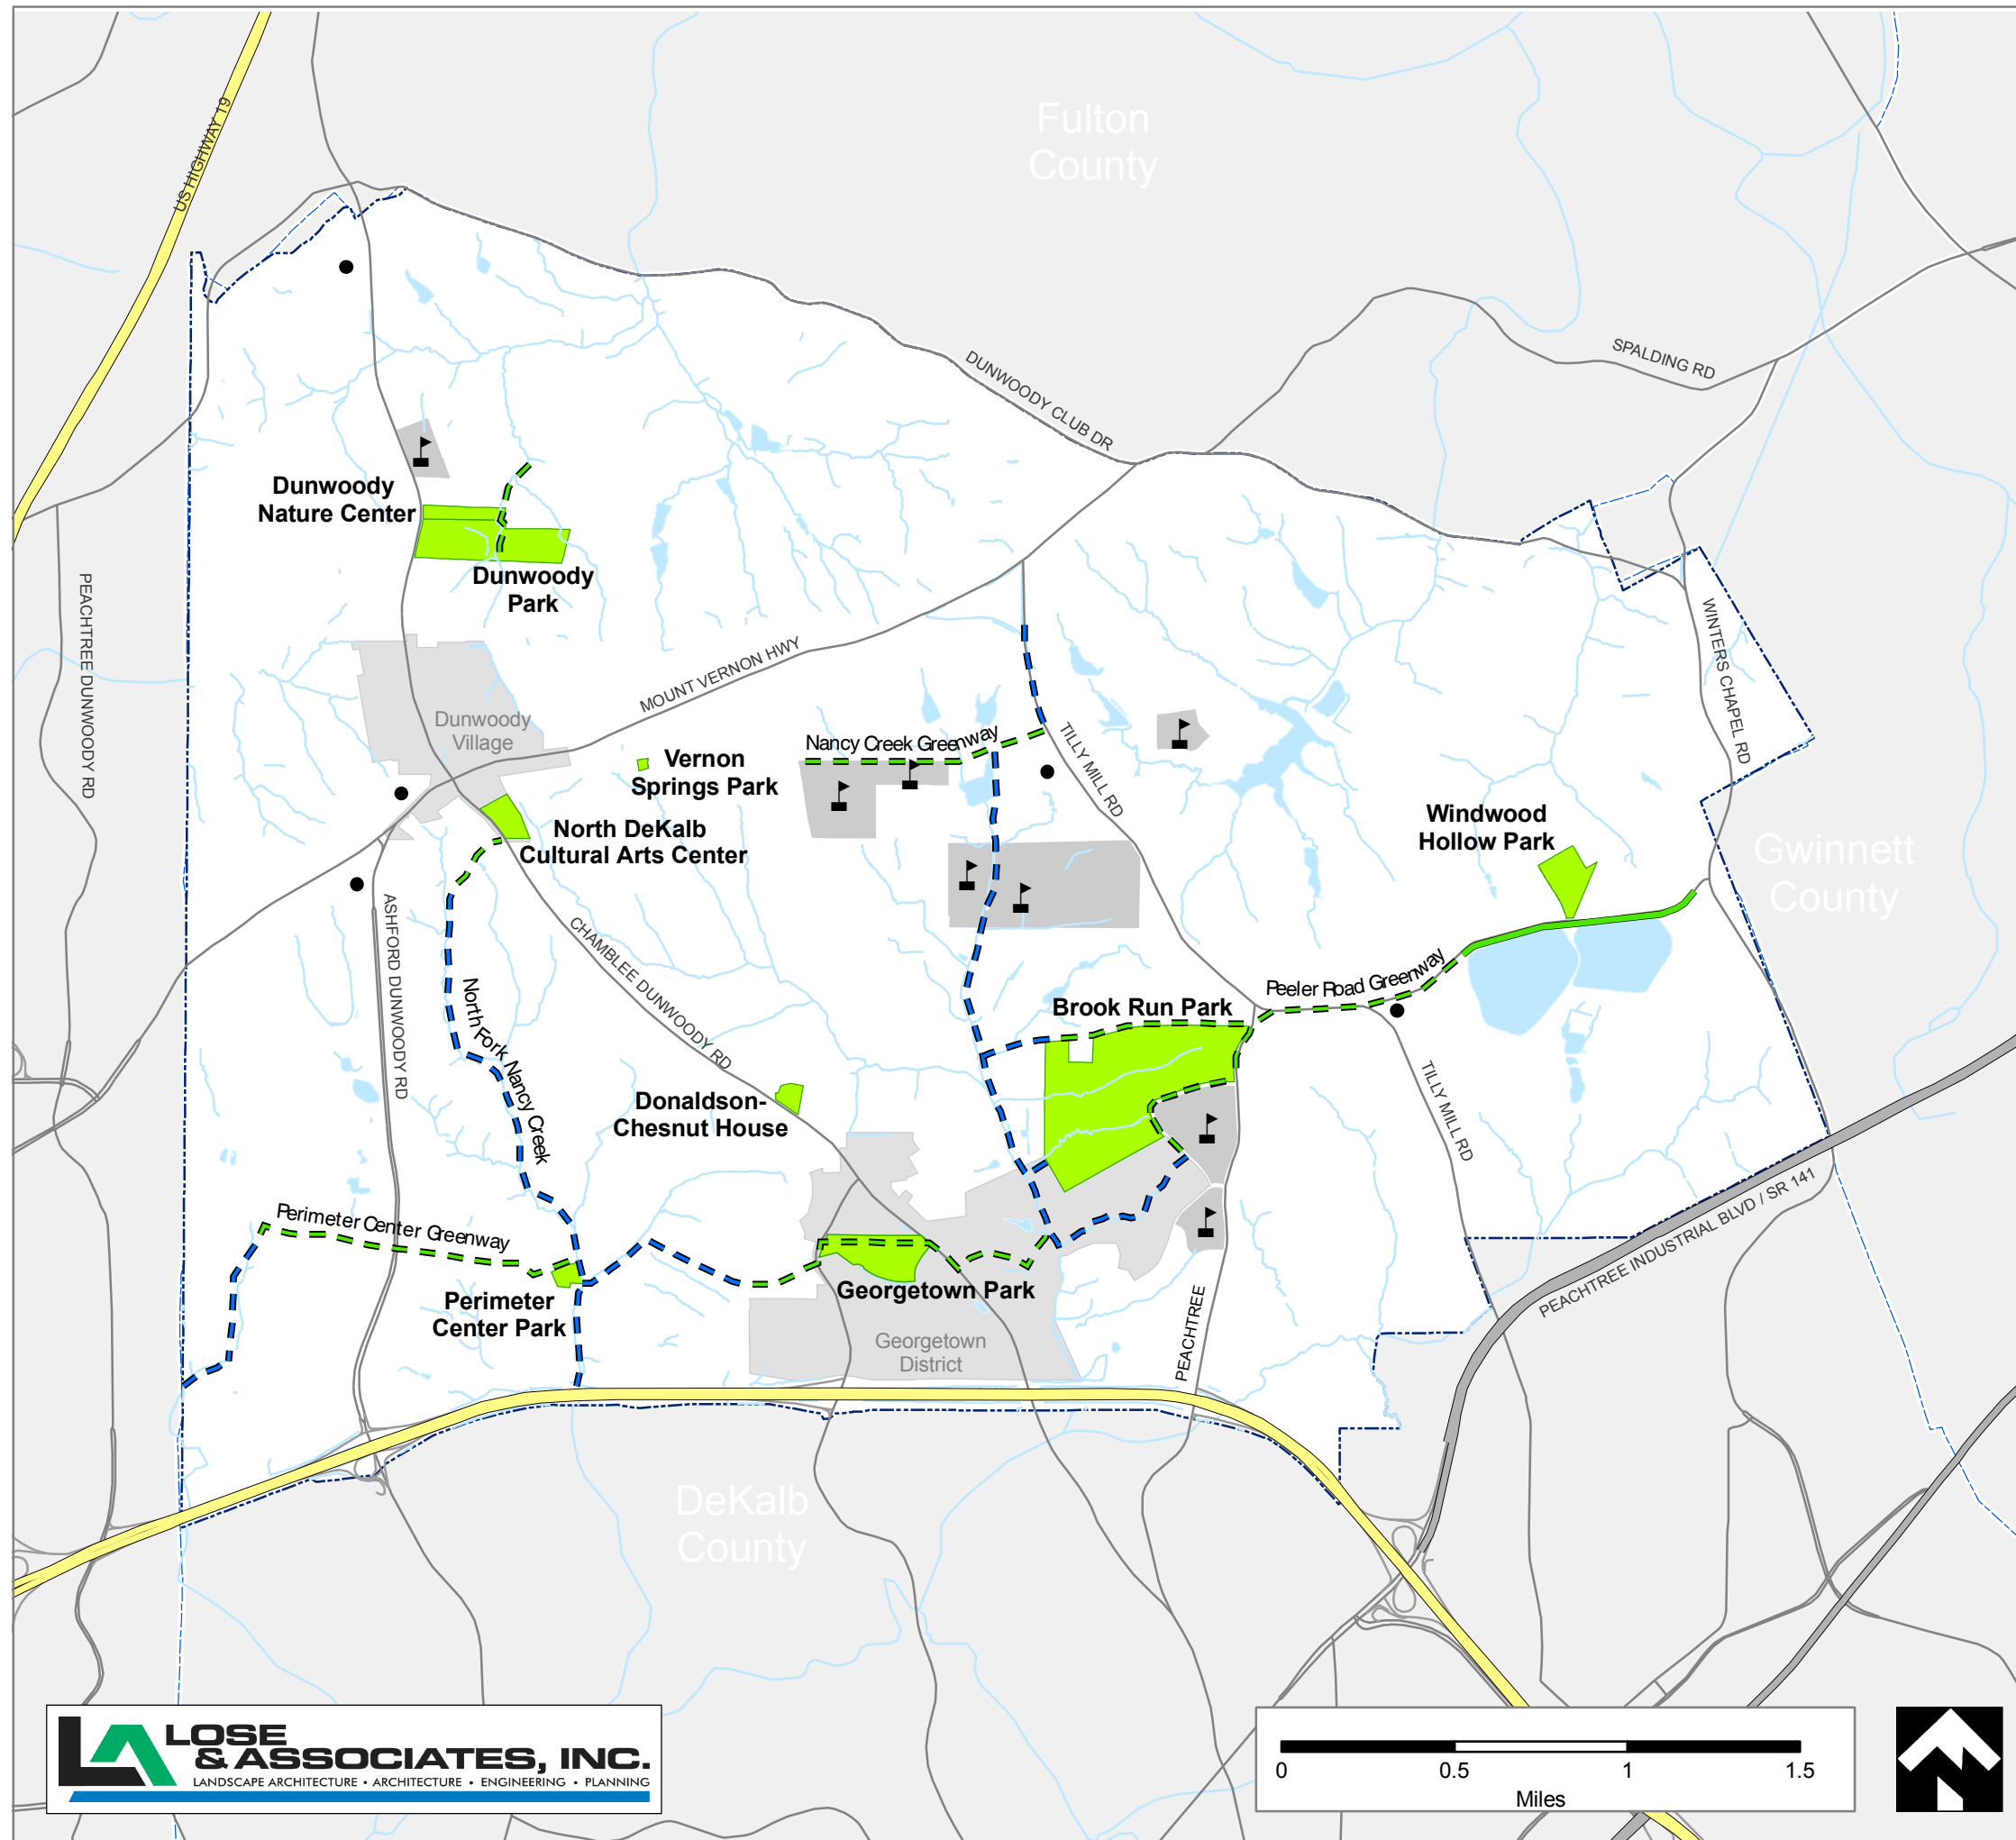 Fulton
County
US HIGHWAY 19
SPALDING RD
DUNWOODY CLUB DR
Dunwoody
Nature Center
Dunwoody
Park
PEACHTREE DUNWOODY RD
WINTERS CHAPEL RD
MOUNT VERNON HWY
Dunwoody
Village
Nancy Creek Greenway
TILLY MILL RD
Vernon
Springs Park
North DeKalb
Cultural Arts Center
Windwood
Hollow Park
Gwinnett
County
ASHFORD DUNWOODY RD
CHAMBLEE DUNWOODY RD
North Fork Nancy Creek
Peeler Road Greenway
Brook Run Park
Donaldson-
Chesnut House
TILLY MILL RD
Perimeter Center Greenway
Perimeter
Center Park
Georgetown Park
Georgetown
District
PEACHTREE
PEACHTREE INDUSTRIAL BLVD / SR 141
DeKalb
County
LA LOSE
& ASSOCIATES, INC.
LANDSCAPE ARCHITECTURE • ARCHITECTURE • ENGINEERING • PLANNING
0 0.5 1 1.5
Miles